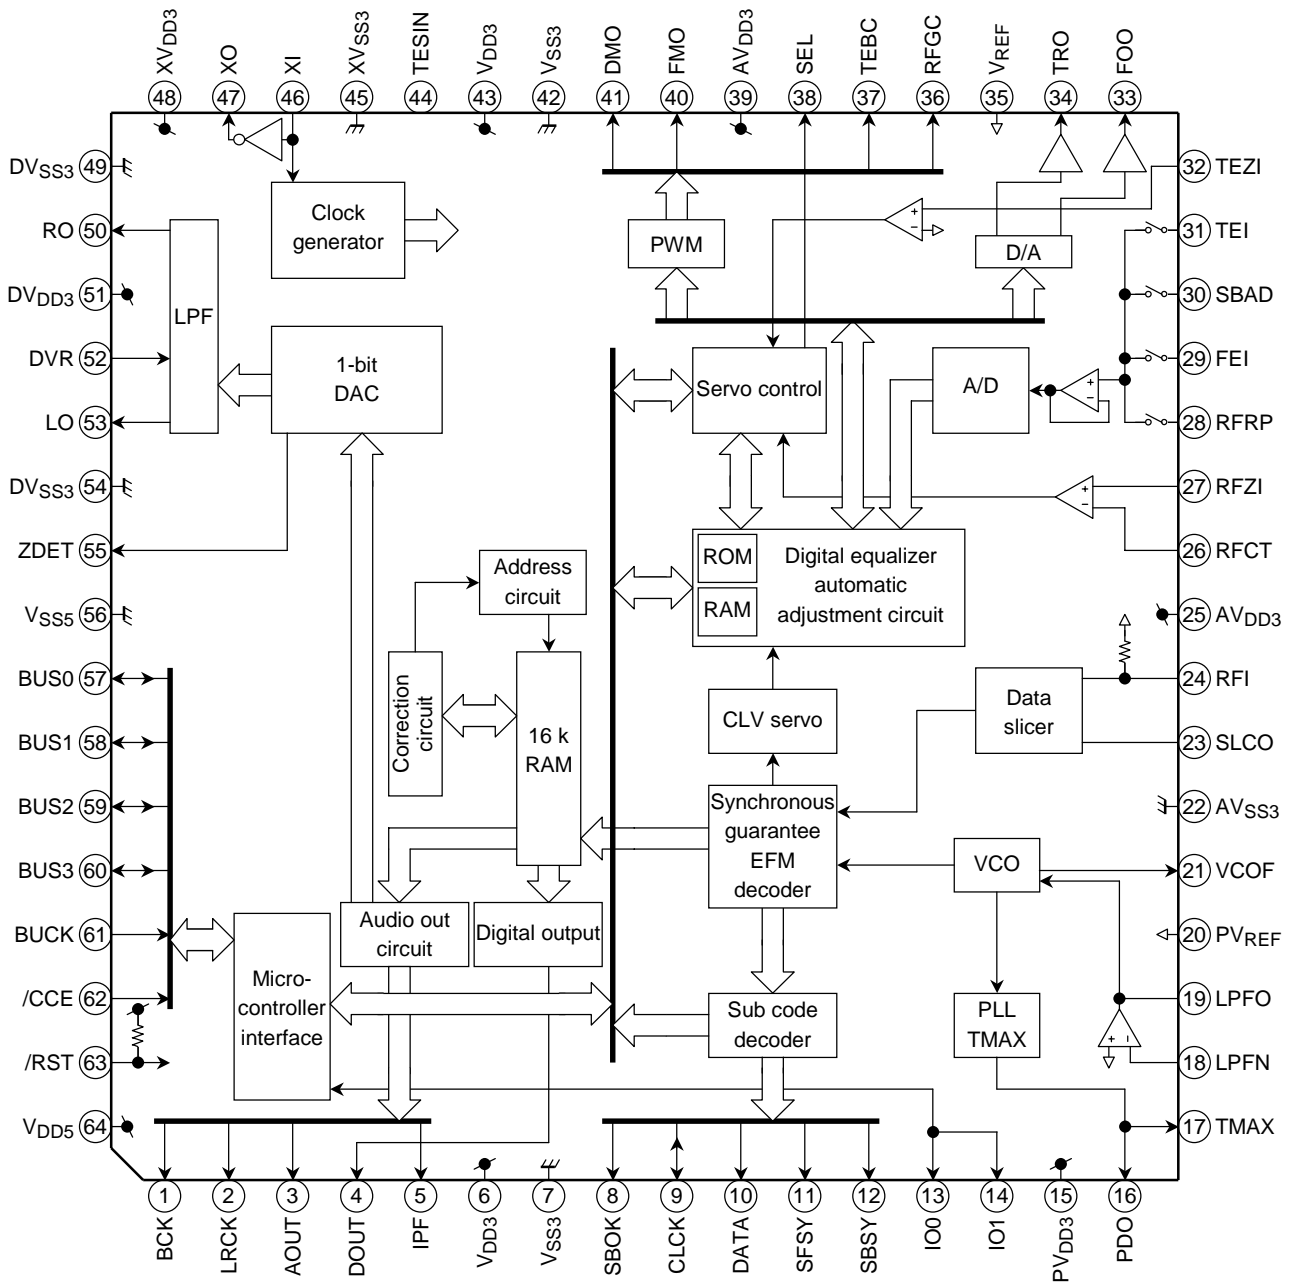 XVDD3
XO
XI
XVSS3
TESIN
VDD3
VSS3
DMO
FMO
AVDD3
SEL
TEBC
RFGC
VREF
TRO
FOO
48
47
46
45
44
43
42
41
40
39
38
37
36
35
34
33
DVSS3 49
RO 50
DVDD3 51
DVR 52
LO 53
DVSS3 54
ZDET 55
VSS5 56
BUS0 57
BUS1 58
BUS2 59
BUS3 60
BUCK 61
/CCE 62
/RST 63
VDD5 64
Clock
generator
LPF
1-bit
DAC
PWM
D/A
+
−
Servo control
A/D
+
−
+
−
ROM
RAM
Digital equalizer
automatic
adjustment circuit
Address
circuit
Correction
circuit
16 k
RAM
CLV servo
Data
slicer
Synchronous
guarantee
EFM
decoder
VCO
Audio out
circuit
Digital output
Micro-
controller
interface
Sub code
decoder
PLL
TMAX
+
−
32 TEZI
31 TEI
30 SBAD
29 FEI
28 RFRP
27 RFZI
26 RFCT
25 AVDD3
24 RFI
23 SLCO
22 AVSS3
21 VCOF
20 PVREF
19 LPFO
18 LPFN
17 TMAX
1
2
3
4
5
6
7
8
9
10
11
12
13
14
15
16
BCK
LRCK
AOUT
DOUT
IPF
VDD3
VSS3
SBOK
CLCK
DATA
SFSY
SBSY
IO0
IO1
PVDD3
PDO